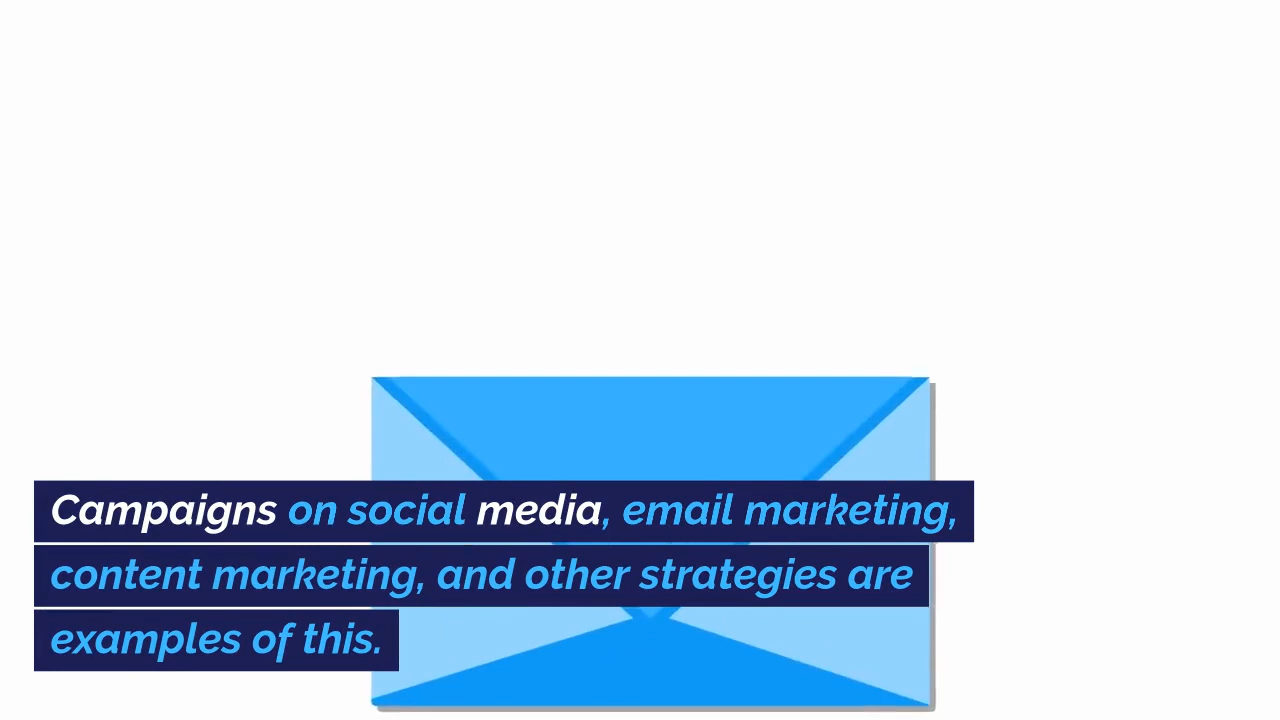 Campaigns on social media, email marketing,
content marketing, and other strategies are
examples of this.